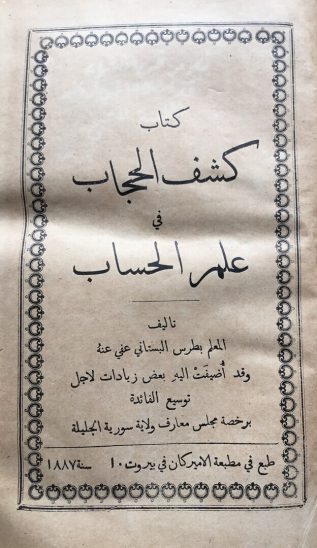 كتاب
كشف الحجاب
في
علم الحساب
تاليف
المعلم بطرس البستاني عفي عنهُ
وقد أُضيفَتْ اليهِ بعض زيادات لاجل
توسيع الفائدة
برخصة مجلس معارف ولاية سورية الجليلة
طبع في مطبعة الاميركان في بيروت ١٠ سنة ١٨٨٧